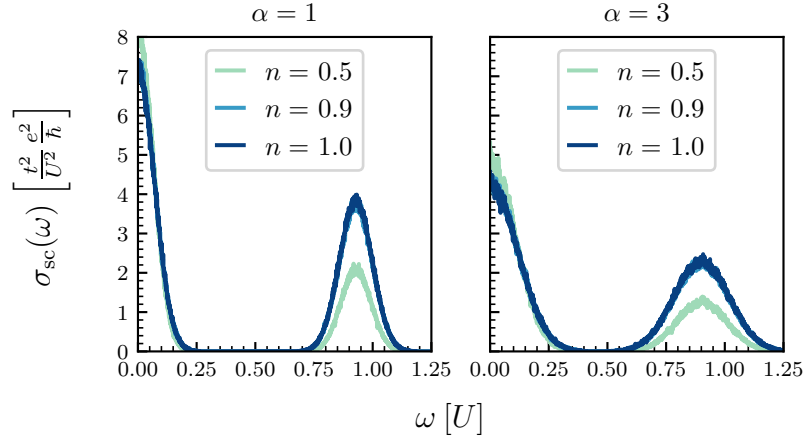 α = 1
α = 3
8
7
6
5
4
3
2
1
0
σsc(ω) [t²/U² e²/ħ]
n = 0.5
n = 0.9
n = 1.0
n = 0.5
n = 0.9
n = 1.0
0.00 0.25 0.50 0.75 1.00 1.25
0.00 0.25 0.50 0.75 1.00 1.25
ω [U]